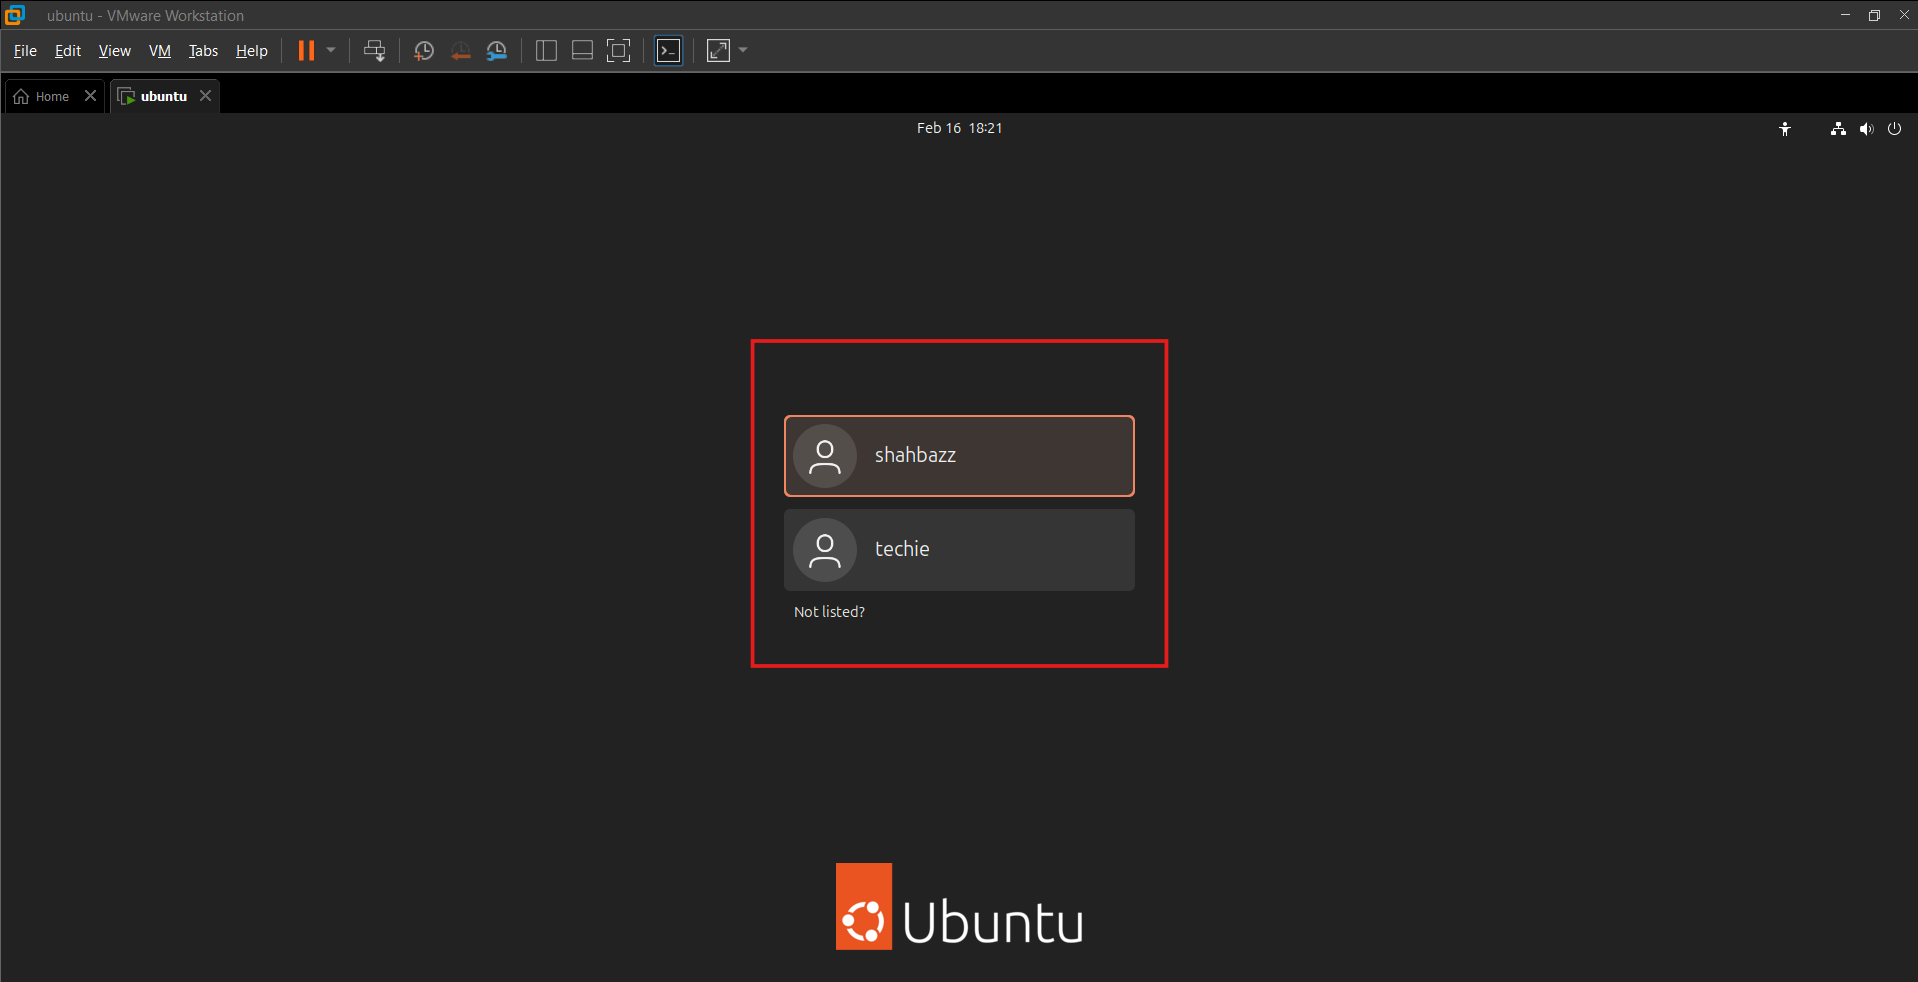 ubuntu - VMware Workstation
File Edit View VM Tabs Help
Home ubuntu
Feb 16 18:21
shahbazz
techie
Not listed?
Ubuntu